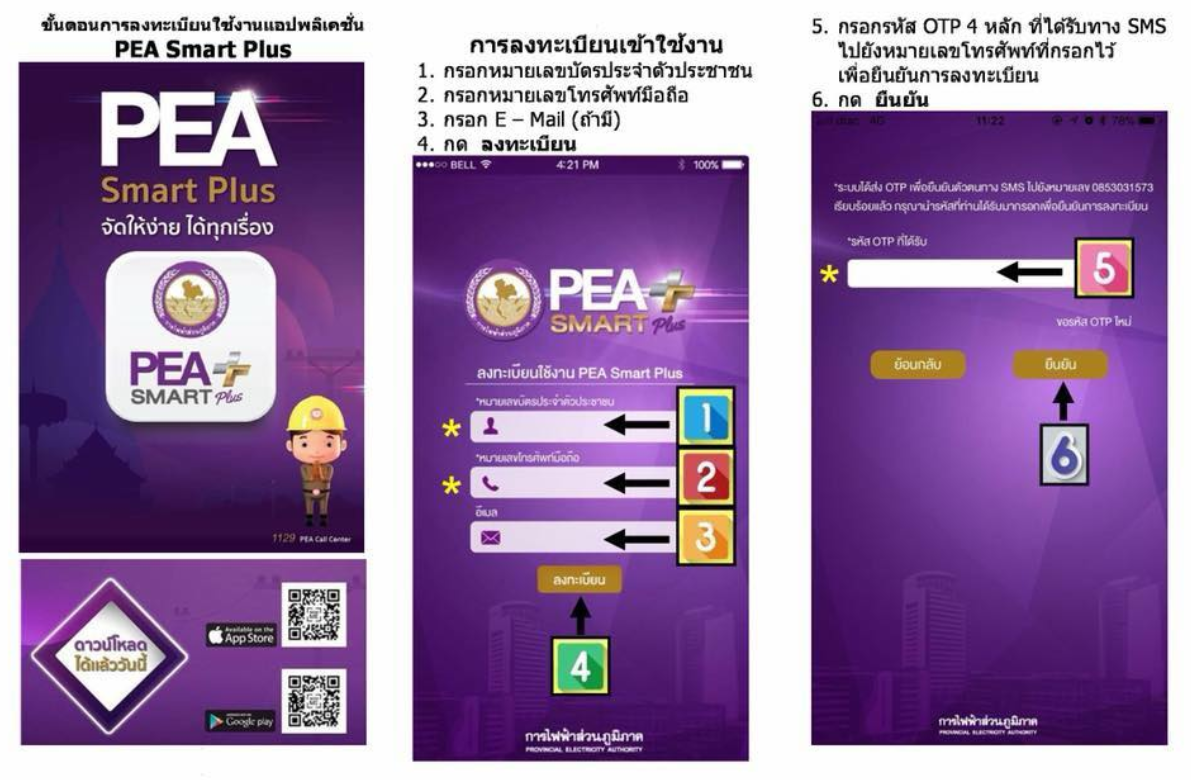 ขั้นตอนการลงทะเบียนใช้งานแอปพลิเคชั่น
PEA Smart Plus
PEA
Smart Plus
จัดให้ง่าย ได้ทุกเรื่อง
PEA
SMART Plus
1129 PEA Call Center
ดาวน์โหลด
ได้แล้ววันนี้
Available on the
App Store
Google play
การลงทะเบียนเข้าใช้งาน
1. กรอกหมายเลขบัตรประจำตัวประชาชน
2. กรอกหมายเลขโทรศัพท์มือถือ
3. กรอก E – Mail (ถ้ามี)
4. กด ลงทะเบียน
BELL 4:21 PM 100%
PEA
SMART Plus
ลงทะเบียนใช้งาน PEA Smart Plus
*หมายเลขบัตรประจำตัวประชาชน
* 1
*หมายเลขโทรศัพท์มือถือ
* 2
อีเมล
3
ลงทะเบียน
4
การไฟฟ้าส่วนภูมิภาค
PROVINCIAL ELECTRICITY AUTHORITY
5. กรอกรหัส OTP 4 หลัก ที่ได้รับทาง SMS
ไปยังหมายเลขโทรศัพท์ที่กรอกไว้
เพื่อยืนยันการลงทะเบียน
6. กด ยืนยัน
4G 11:22 78%
*ระบบได้ส่ง OTP เพื่อยืนยันตัวตนทาง SMS ไปยังหมายเลข 0853031573
เรียบร้อยแล้ว กรุณานำรหัสที่ท่านได้รับมากรอกเพื่อยืนยันการลงทะเบียน
*รหัส OTP ที่ได้รับ
* 5
ขอรหัส OTP ใหม่
ย้อนกลับ ยืนยัน
6
การไฟฟ้าส่วนภูมิภาค
PROVINCIAL ELECTRICITY AUTHORITY